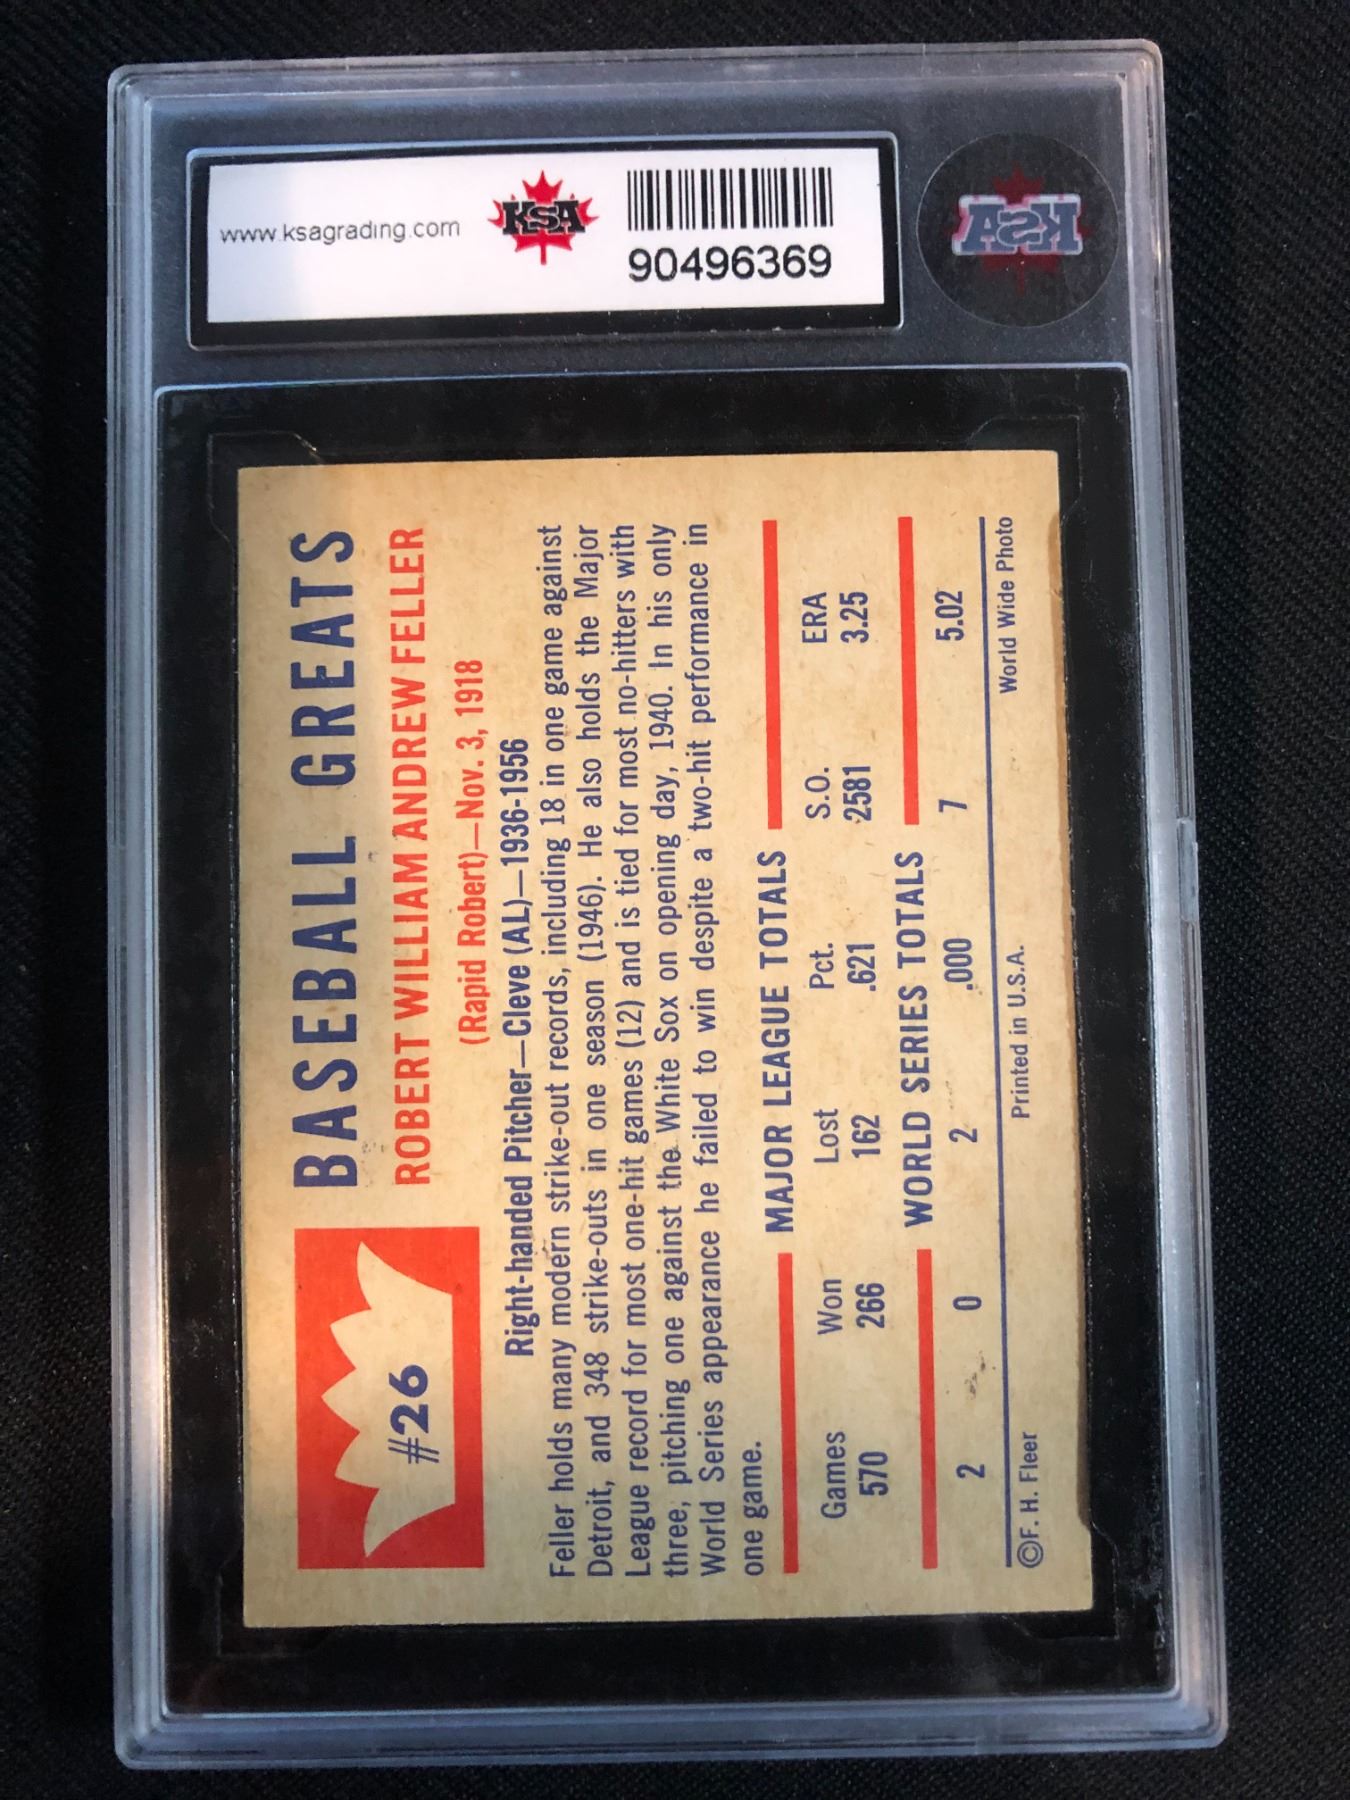 www.ksagrading.com
KSA
90496369
KSA
BASEBALL GREATS
#26
ROBERT WILLIAM ANDREW FELLER
(Rapid Robert)—Nov. 3, 1918
Right-handed Pitcher—Cleve (AL)—1936-1956
Feller holds many modern strike-out records, including 18 in one game against
Detroit, and 348 strike-outs in one season (1946). He also holds the Major
League record for most one-hit games (12) and is tied for most no-hitters with
three, pitching one against the White Sox on opening day, 1940. In his only
World Series appearance he failed to win despite a two-hit performance in
one game.
MAJOR LEAGUE TOTALS
Games Won Lost Pct. S.O. ERA
570 266 162 .621 2581 3.25
WORLD SERIES TOTALS
2 0 2 .000 7 5.02
©F. H. Fleer Printed in U.S.A. World Wide Photo